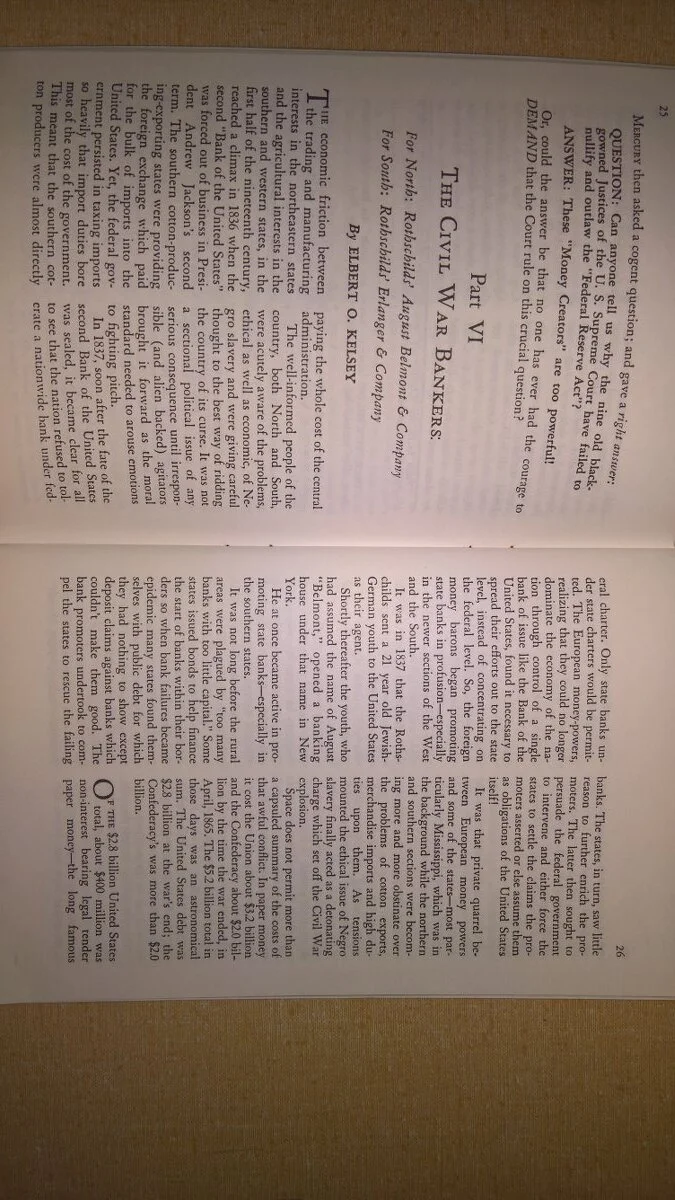 25
MERCURY then asked a cogent question; and gave a right answer:
QUESTION: Can anyone tell us why the nine old black-
gowned Justices of the U. S. Supreme Court have failed to
nullify and outlaw the "Federal Reserve Act"?
ANSWER: These "Money Creators" are too powerful!
Or, could the answer be that no one has ever had the courage to
DEMAND that the Court rule on this crucial question?
Part VI
THE CIVIL WAR BANKERS.
For North: Rothschilds' August Belmont & Company
For South: Rothschilds' Erlanger & Company
By ELBERT O. KELSEY
THE economic friction between
the trading and manufacturing
interests in the northeastern states
and the agricultural interests in the
southern and western states, in the
first half of the nineteenth century,
reached a climax in 1836 when the
second "Bank of the United States"
was forced out of business in Presi-
dent Andrew Jackson's second
term. The southern cotton-produc-
ing-exporting states were providing
the foreign exchange which paid
for the bulk of imports into the
United States. Yet, the federal gov-
ernment persisted in taxing imports
so heavily that import duties bore
most of the cost of the government.
This meant that the southern cot-
ton producers were almost directly
paying the whole cost of the central
administration.
The well-informed people of the
country, both North and South,
were acutely aware of the problems,
ethical as well as economic, of Ne-
gro slavery and were giving careful
thought to the best way of ridding
the country of its curse. It was not
a sectional political issue of any
serious consequence until irrespon-
sible (and alien backed) agitators
brought it forward as the moral
standard needed to arouse emotions
to fighting pitch.
In 1837, soon after the fate of the
second Bank of the United States
was sealed, it became clear for all
to see that the nation refused to tol-
erate a nationwide bank under fed-
eral charter. Only state banks un-
der state charters would be permit-
ted. The European money-powers,
realizing that they could no longer
dominate the economy of the na-
tion through control of a single
bank of issue like the Bank of the
United States, found it necessary to
spread their efforts out to the state
level, instead of concentrating on
the federal level. So, the foreign
money barons began promoting
state banks in profusion—especially
in the newer sections of the West
and the South.
It was in 1837 that the Roths-
childs sent a 21 year old Jewish-
German youth to the United States
as their agent.
Shortly thereafter the youth, who
had assumed the name of August
"Belmont," opened a banking
house under that name in New
York.
He at once became active in pro-
moting state banks—especially in
the southern states.
It was not long before the rural
areas were plagued by "too many
banks with too little capital." Some
states issued bonds to help finance
the start of banks within their bor-
ders so when bank failures became
epidemic many states found them-
selves with public debt for which
they had nothing to show except
deposit claims against banks which
couldn't make them good. The
bank promoters undertook to com-
pel the states to rescue the failing
26
banks. The states, in turn, saw little
reason to further enrich the pro-
moters. The latter then sought to
persuade the federal government
to intervene and either force the
states to settle the claims the pro-
moters asserted or else assume them
as obligations of the United States
itself!
It was that private quarrel be-
tween European money powers
and some of the states—most par-
ticularly Mississippi, which was in
the background while the northern
and southern sections were becom-
ing more and more obstinate over
the problems of cotton exports,
merchandise imports and high du-
ties upon them. As tensions
mounted the ethical issue of Negro
slavery finally acted as a detonating
charge which set off the Civil War
explosion.
Space does not permit more than
a capsuled summary of the costs of
that awful conflict. In paper money
it cost the Union about $3.2 billion
and the Confederacy about $2.0 bil-
lion by the time the war ended, in
April, 1865. The $5.2 billion total in
those days was an astronomical
sum. The United States debt was
$2.8 billion at the war's end; the
Confederacy's was more than $2.0
billion.
OF THE $2.8 billion United States
total, about $400 million was
non-interest bearing legal tender
paper money—the long famous